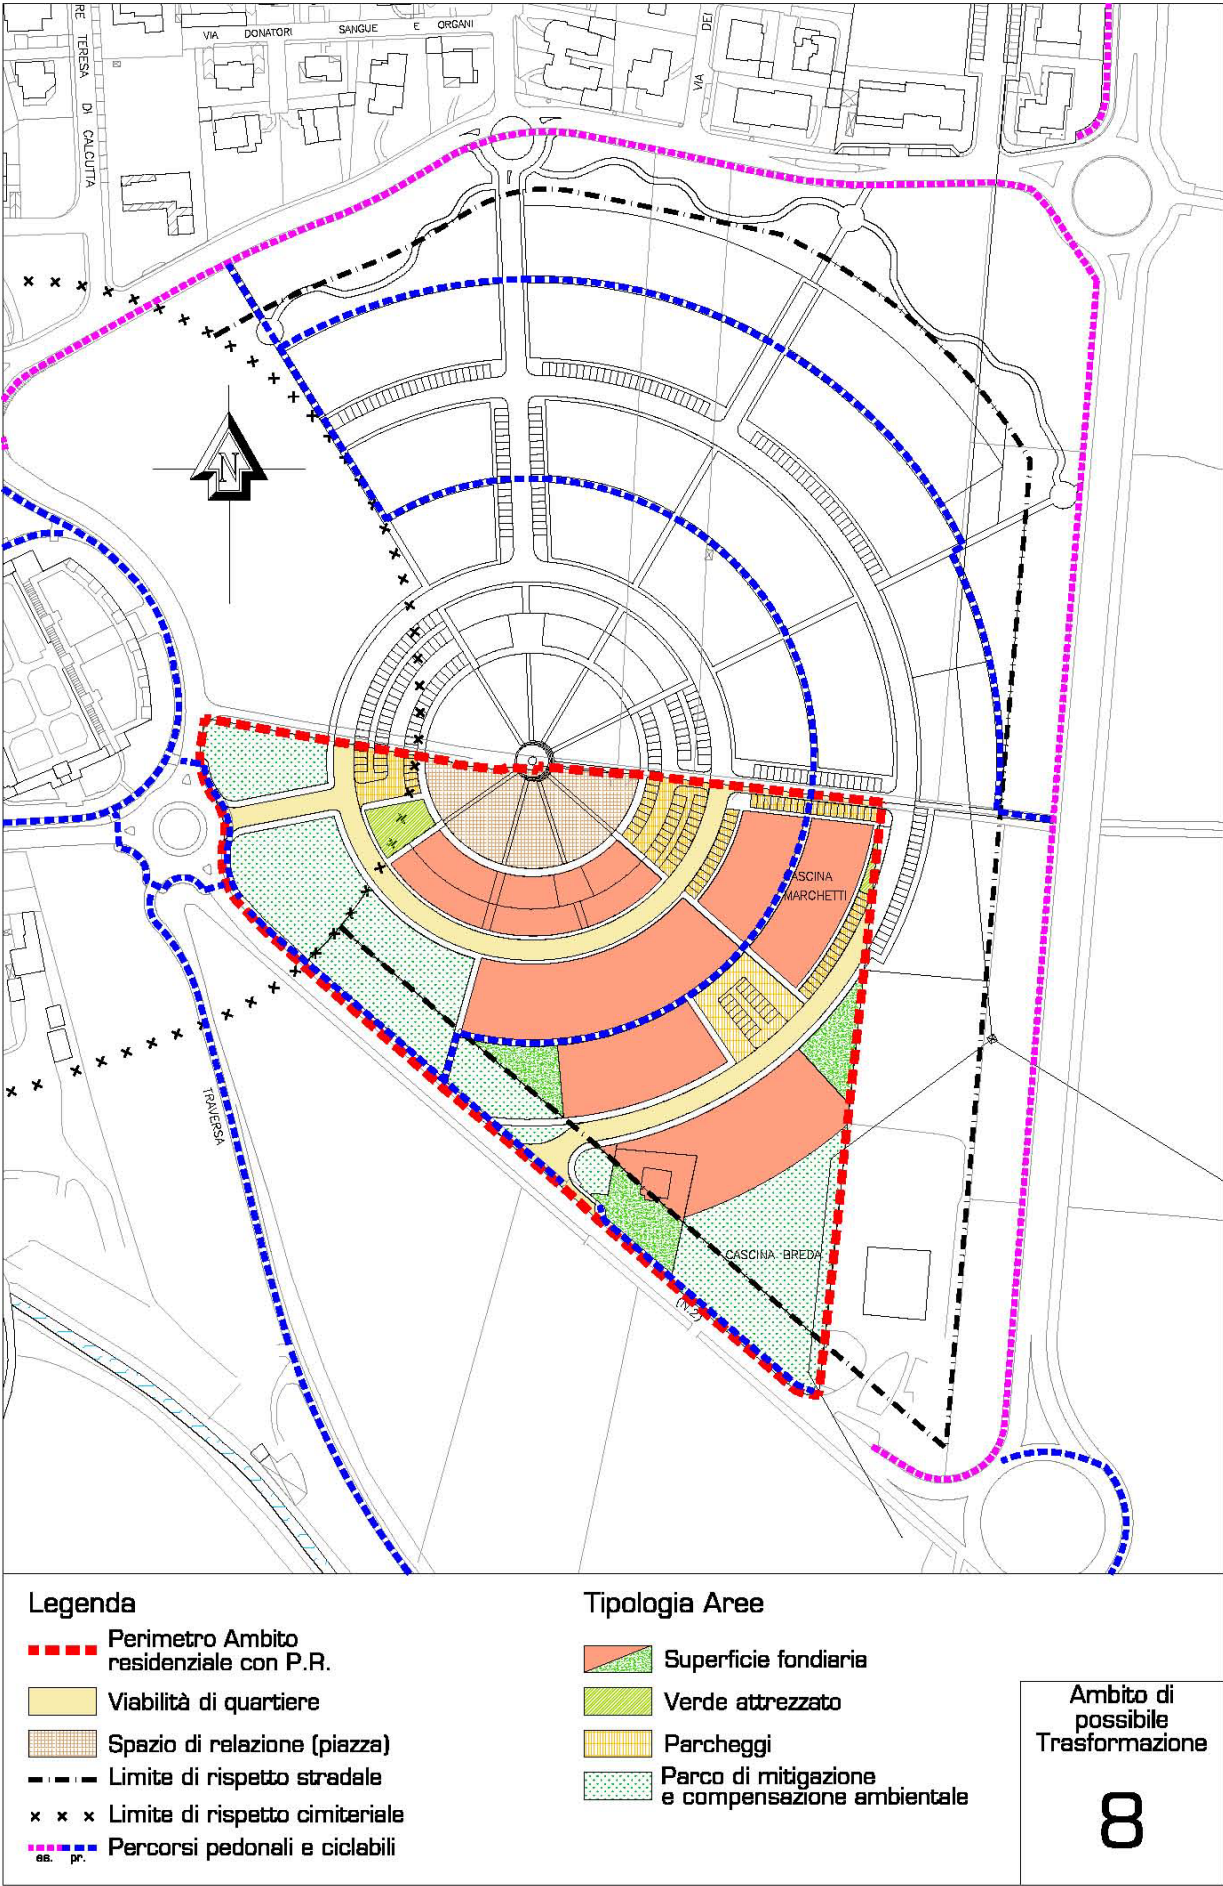 VIA DONATORI SANGUE E ORGANI
RE TERESA DI CALCUTTA
VIA DEI
N
ASCINA
MARCHETTI
TRAVERSA
CASCINA BREDA
(N.2)
Legenda
Perimetro Ambito
residenziale con P.R.
Viabilità di quartiere
Spazio di relazione (piazza)
Limite di rispetto stradale
Limite di rispetto cimiteriale
Percorsi pedonali e ciclabili
es. pr.
Tipologia Aree
Superficie fondiaria
Verde attrezzato
Parcheggi
Parco di mitigazione
e compensazione ambientale
Ambito di
possibile
Trasformazione
8